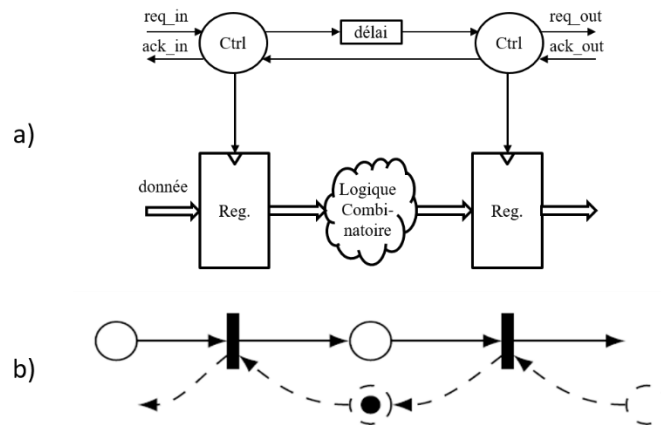 req_in
délai
req_out
Ctrl
Ctrl
ack_in
ack_out
a)
donnée
Reg.
Logique
Combi-
natoire
Reg.
b)